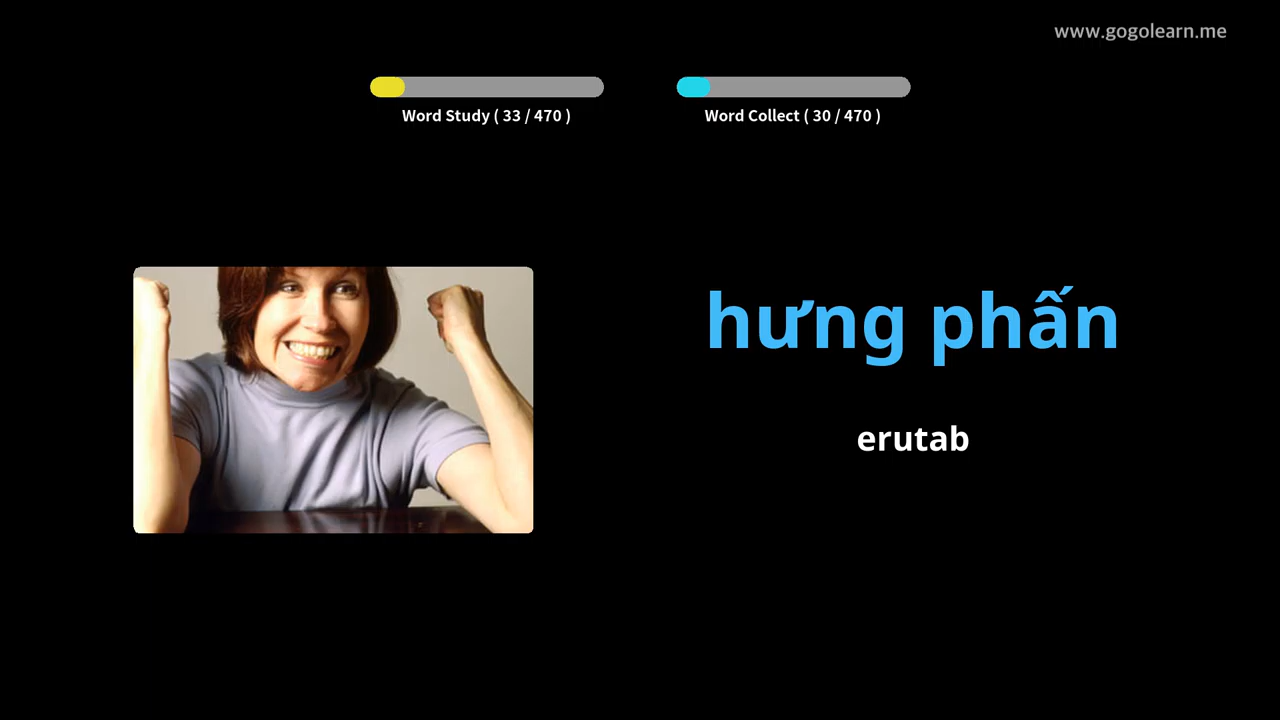 www.gogolearn.me
Word Study ( 33 / 470 )
Word Collect ( 30 / 470 )
hưng phấn
erutab